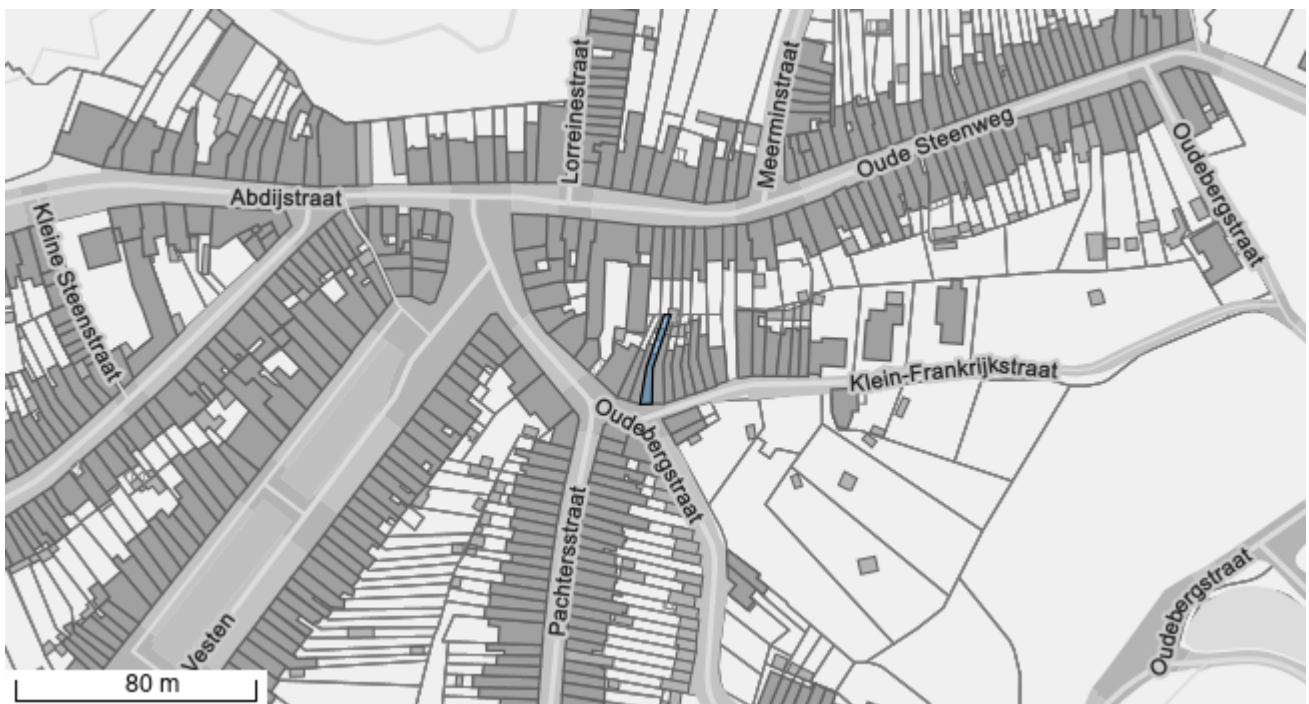 Lorreinestraat
Meerminstraat
Oude Steenweg
Oudebergstraat
Abdijstraat
Kleine Steenstraat
Klein-Frankrijkstraat
Oudebergstraat
Pachtersstraat
Oudebergstraat
Vesten
80 m